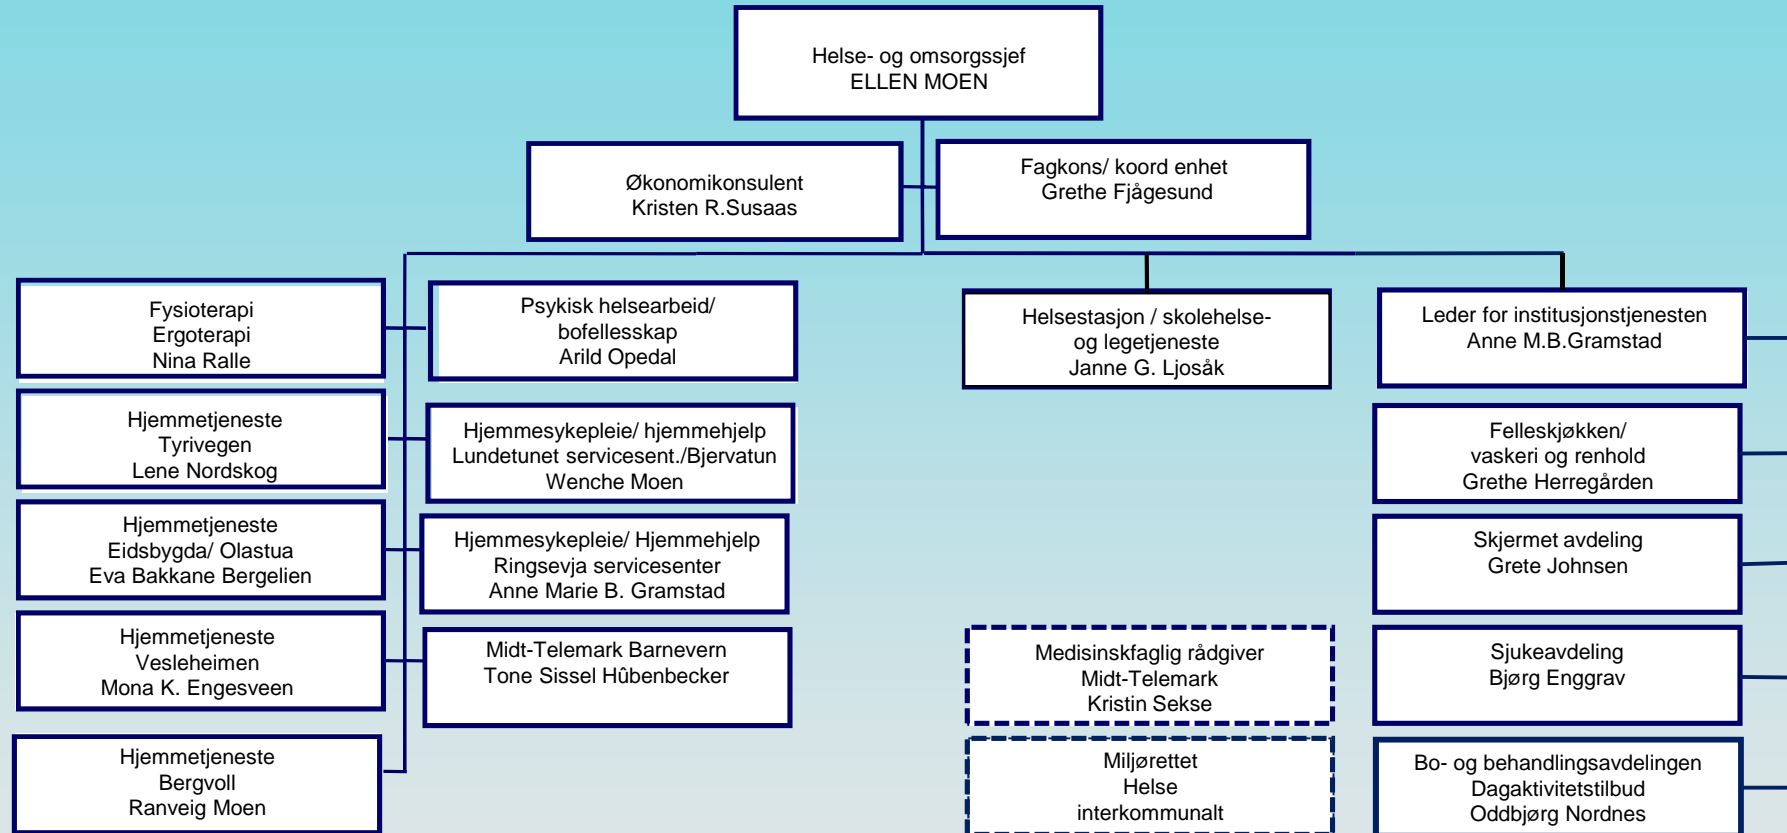 Helse- og omsorgssjef
ELLEN MOEN
Økonomikonsulent
Kristen R.Susaas
Fagkons/ koord enhet
Grethe Fjågesund
Fysioterapi
Ergoterapi
Nina Ralle
Psykisk helsearbeid/
bofellesskap
Arild Opedal
Helsestasjon / skolehelse-
og legetjeneste
Janne G. Ljosåk
Leder for institusjonstjenesten
Anne M.B.Gramstad
Hjemmetjeneste
Tyrivegen
Lene Nordskog
Hjemmesykepleie/ hjemmehjelp
Lundetunet servicesent./Bjervatun
Wenche Moen
Felleskjøkken/
vaskeri og renhold
Grethe Herregården
Hjemmetjeneste
Eidsbygda/ Olastua
Eva Bakkane Bergelien
Hjemmesykepleie/ Hjemmehjelp
Ringsevja servicesenter
Anne Marie B. Gramstad
Skjermet avdeling
Grete Johnsen
Hjemmetjeneste
Vesleheimen
Mona K. Engesveen
Midt-Telemark Barnevern
Tone Sissel Hûbenbecker
Medisinskfaglig rådgiver
Midt-Telemark
Kristin Sekse
Sjukeavdeling
Bjørg Enggrav
Hjemmetjeneste
Bergvoll
Ranveig Moen
Miljørettet
Helse
interkommunalt
Bo- og behandlingsavdelingen
Dagaktivitetstilbud
Oddbjørg Nordnes